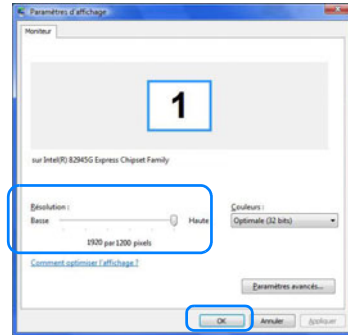 Paramètres d'affichage
Moniteur
1
sur Intel(R) 82945G Express Chipset Family
Résolution :
Couleurs :
Basse Haute
Optimale (32 bits)
1920 par 1200 pixels
Comment optimiser l'affichage ?
Paramètres avancés...
OK Annuler Appliquer